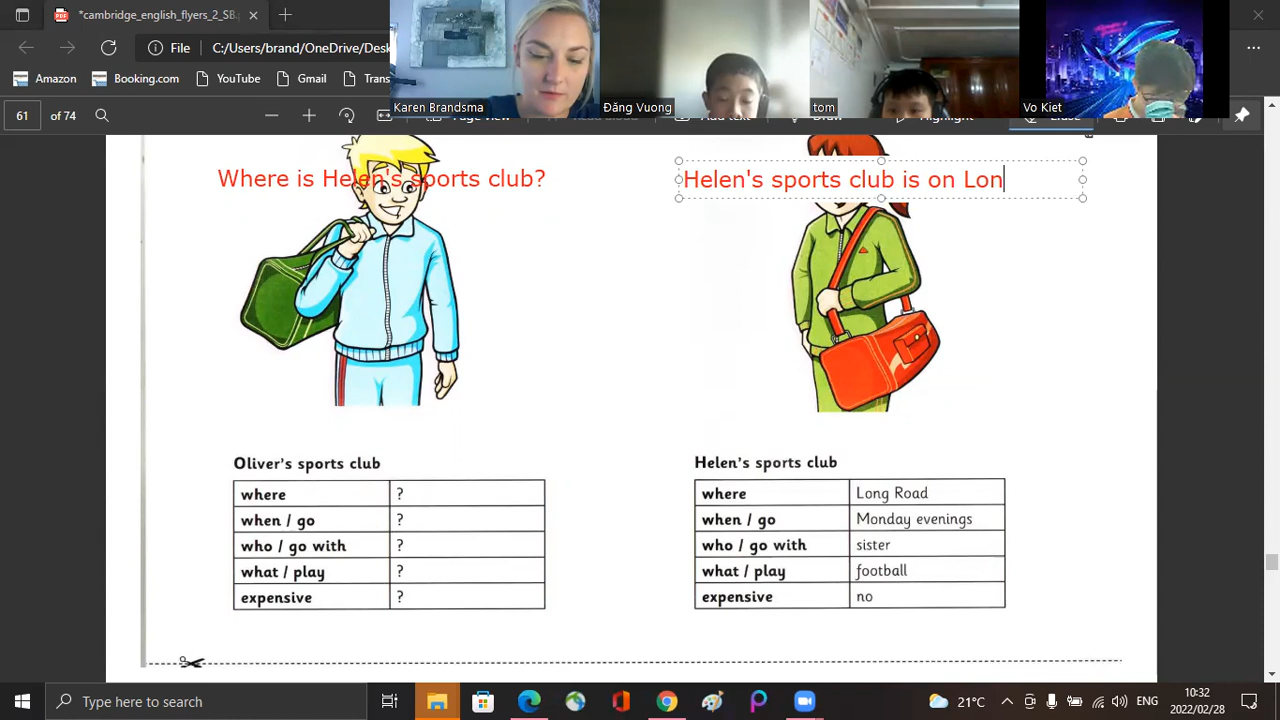 *cambridge_english_flyers_2_SB.
File C:/Users/brand/OneDrive/Desk
Amazon Booking.com YouTube Gmail
Karen Brandsma Đăng Vuong tom Vo Kiet
61 of 74
Where is Helen's sports club?
Helen's sports club is on Lon
Oliver's sports club
where ?
when / go ?
who / go with ?
what / play ?
expensive ?
Helen's sports club
where Long Road
when / go Monday evenings
who / go with sister
what / play football
expensive no
Type here to search
21°C
ENG
10:32
2022/02/28